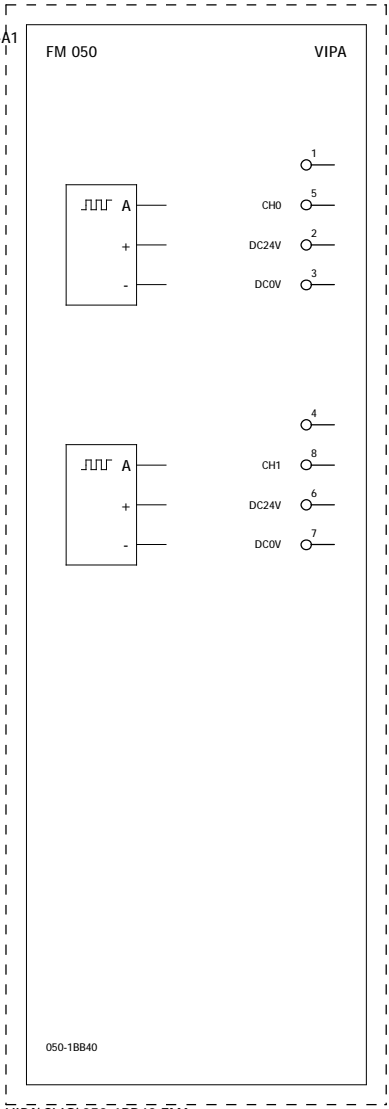 A1
FM 050 VIPA
1
A CH0 5
+ DC24V 2
- DC0V 3
4
A CH1 8
+ DC24V 6
- DC0V 7
050-1BB40